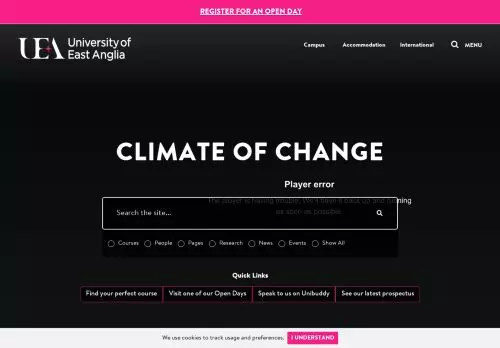 REGISTER FOR AN OPEN DAY
UEA University of
East Anglia
Campus Accommodation International MENU
CLIMATE OF CHANGE
Player error
The player is having trouble. We'll have it back up and running
as soon as possible.
Search the site...
Courses People Pages Research News Events Show All
Quick Links
Find your perfect course Visit one of our Open Days Speak to us on Unibuddy See our latest prospectus
We use cookies to track usage and preferences. I UNDERSTAND